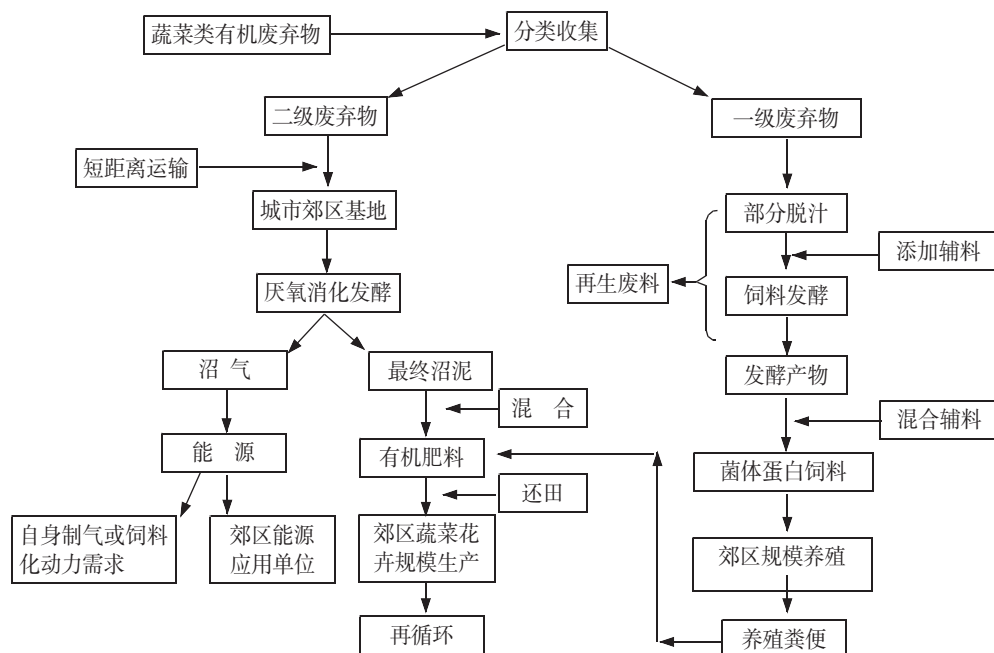 蔬菜类有机废弃物
分类收集
二级废弃物
一级废弃物
短距离运输
城市郊区基地
部分脱汁
添加辅料
再生废料
厌氧消化发酵
饲料发酵
沼 气
最终沼泥
发酵产物
混 合
混合辅料
能 源
有机肥料
菌体蛋白饲料
还田
自身制气或饲料
化动力需求
郊区能源
应用单位
郊区蔬菜花
卉规模生产
郊区规模养殖
再循环
养殖粪便